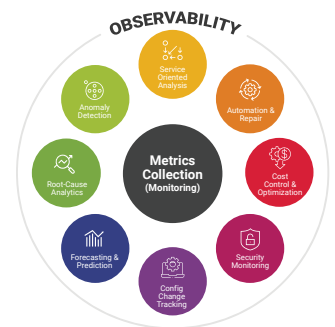 OBSERVABILITY
Service
Oriented
Analysis
Automation &
Repair
Cost
Control &
Optimization
Security
Monitoring
Config
Change
Tracking
Forecasting &
Prediction
Root-Cause
Analytics
Anomaly
Detection
Metrics
Collection
(Monitoring)